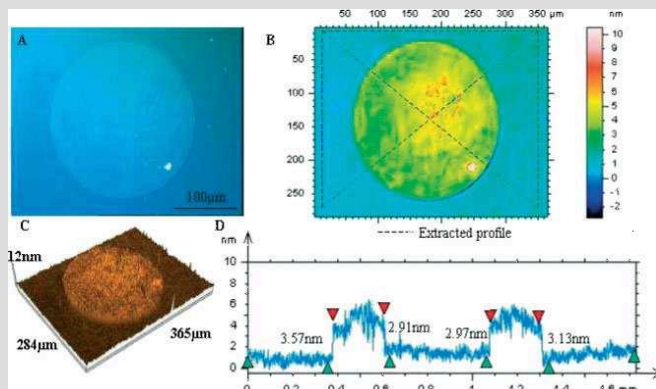 A
100µm
B
50 100 150 200 250 300 350 µm
50
100
150
200
250
nm
10
9
8
7
6
5
4
3
2
1
0
-1
-2
-------- Extracted profile
C
12nm
284µm
365µm
D
nm
10
8
6
4
2
0
3.57nm
2.91nm
2.97nm
3.13nm
0 0.2 0.4 0.6 0.8 1 1.2 1.4